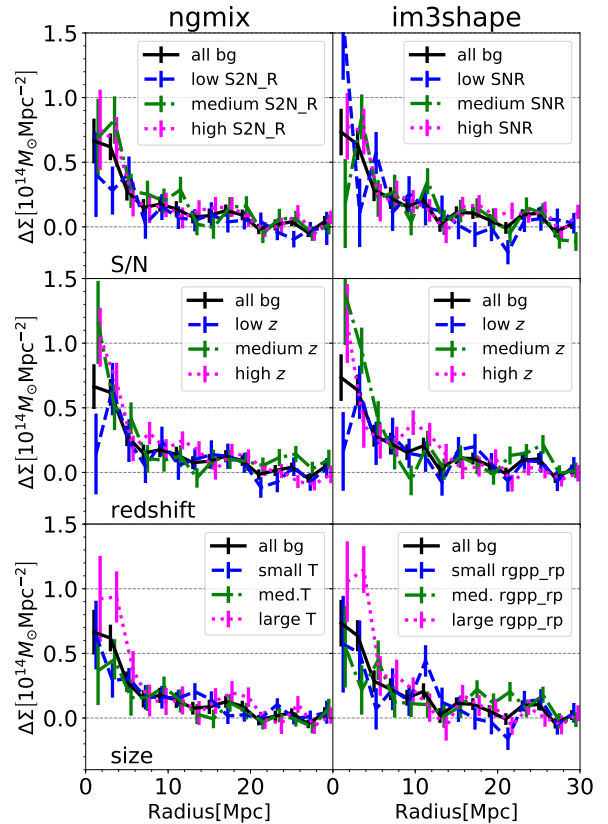 ngmix im3shape
1.5
1.0
0.5
0.0
ΔΣ[10¹⁴M⊙Mpc⁻²]
all bg
low S2N_R
medium S2N_R
high S2N_R
S/N
all bg
low SNR
medium SNR
high SNR
1.5
1.0
0.5
0.0
ΔΣ[10¹⁴M⊙Mpc⁻²]
all bg
low z
medium z
high z
redshift
all bg
low z
medium z
high z
1.5
1.0
0.5
0.0
ΔΣ[10¹⁴M⊙Mpc⁻²]
all bg
small T
med.T
large T
size
all bg
small rgpp_rp
med. rgpp_rp
large rgpp_rp
0 10 20 0 10 20 30
Radius[Mpc] Radius[Mpc]